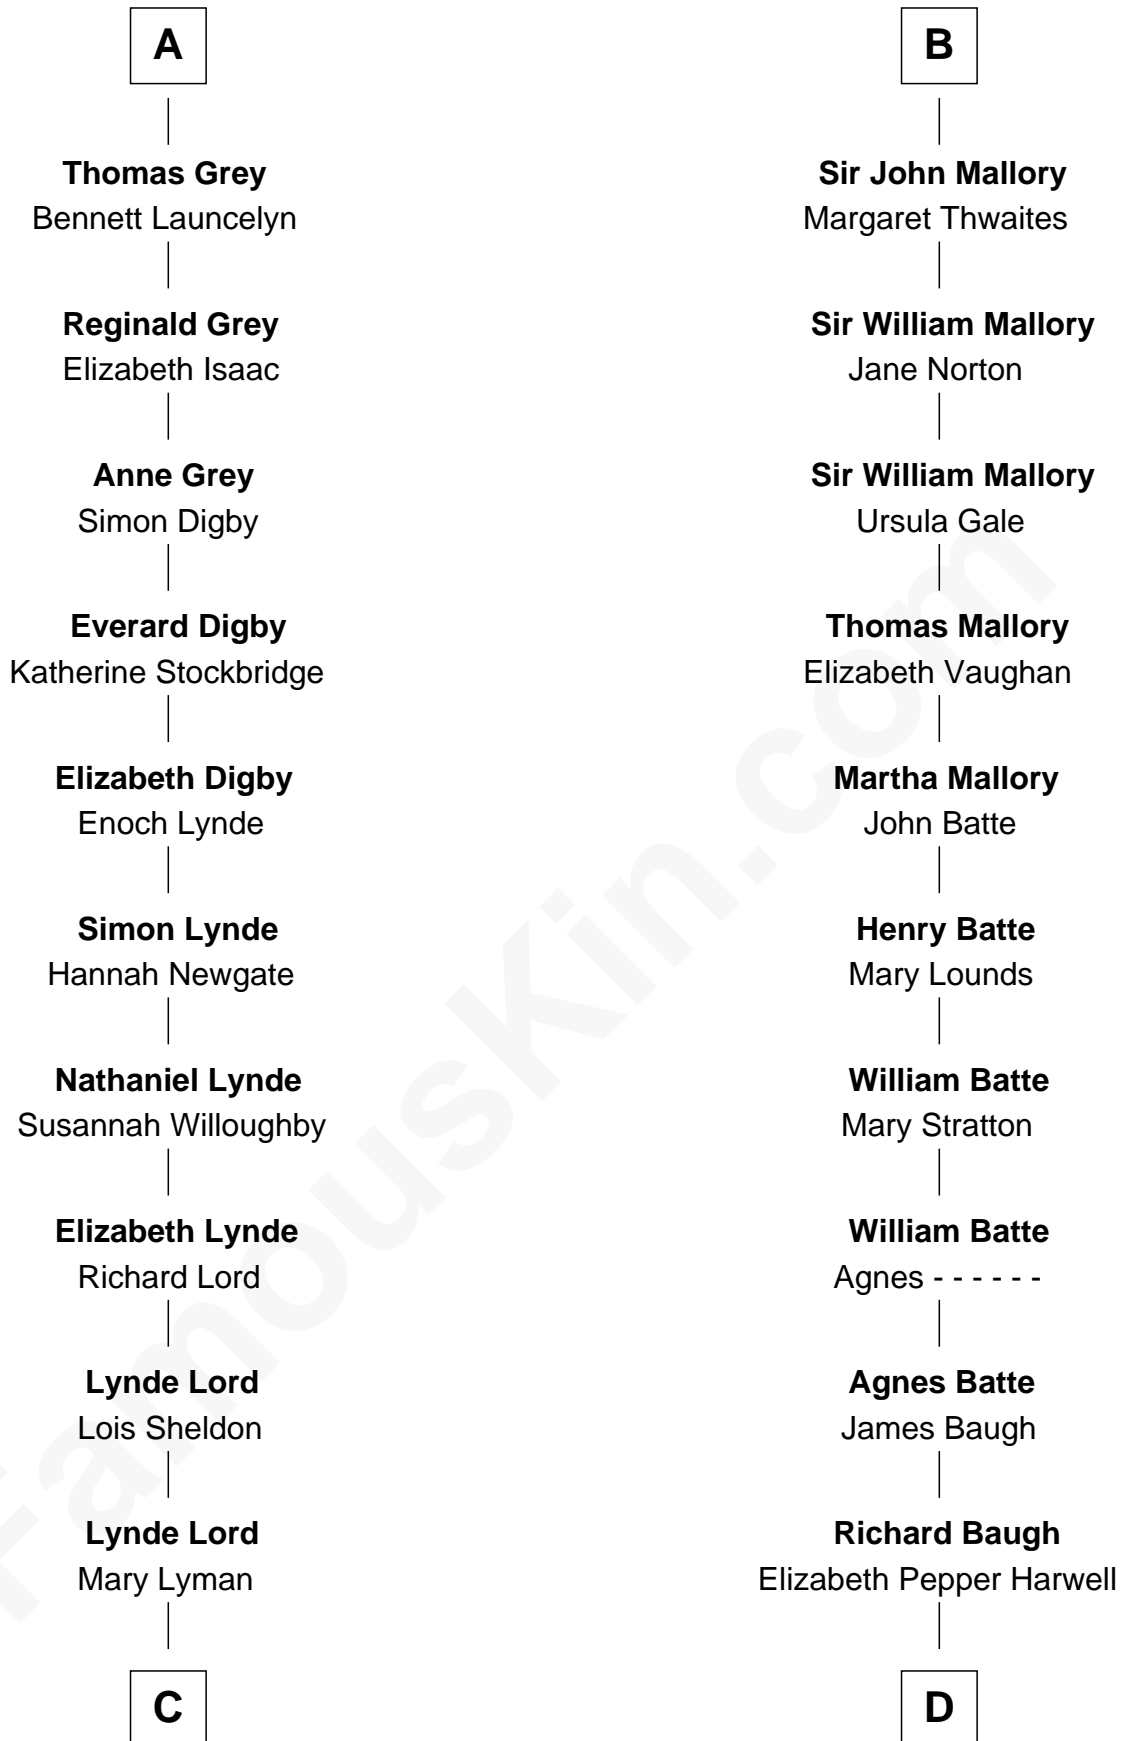 A
Thomas Grey
Bennett Launcelyn
Reginald Grey
Elizabeth Isaac
Anne Grey
Simon Digby
Everard Digby
Katherine Stockbridge
Elizabeth Digby
Enoch Lynde
Simon Lynde
Hannah Newgate
Nathaniel Lynde
Susannah Willoughby
Elizabeth Lynde
Richard Lord
Lynde Lord
Lois Sheldon
Lynde Lord
Mary Lyman
C
B
Sir John Mallory
Margaret Thwaites
Sir William Mallory
Jane Norton
Sir William Mallory
Ursula Gale
Thomas Mallory
Elizabeth Vaughan
Martha Mallory
John Batte
Henry Batte
Mary Lounds
William Batte
Mary Stratton
William Batte
Agnes - - - - - -
Agnes Batte
James Baugh
Richard Baugh
Elizabeth Pepper Harwell
D
FamousKin.com